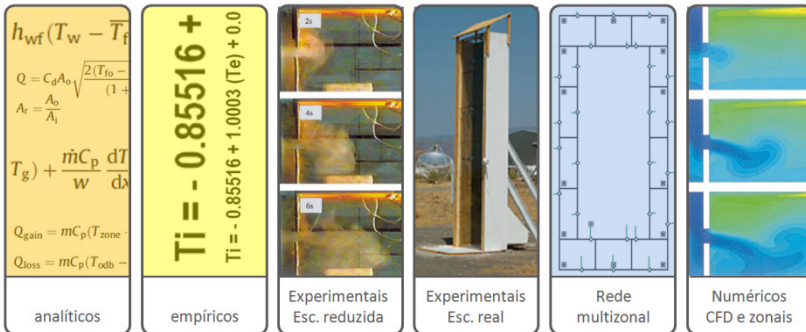 h_wf(T_w − T̅_f
Q = C_d A_o √2(T_fo −
(1 +
A_r = A_o/A_i
T_g) + ṁC_p/w dT/dx
Q_gain = mC_p(T_zone
Q_loss = mC_p(T_odb −
analíticos
Ti = - 0.85516 +
Ti = - 0.85516 + 1.0003 (Te) + 0.0
empíricos
2s
4s
6s
Experimentais
Esc. reduzida
Experimentais
Esc. real
Rede
multizonal
Numéricos
CFD e zonais